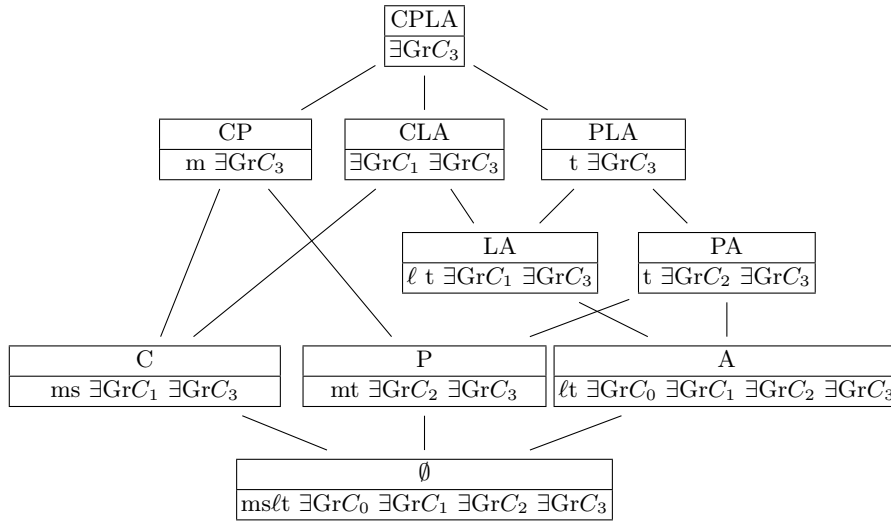 CPLA
∃GrC₃
CP
m ∃GrC₃
CLA
∃GrC₁ ∃GrC₃
PLA
t ∃GrC₃
LA
ℓ t ∃GrC₁ ∃GrC₃
PA
t ∃GrC₂ ∃GrC₃
C
ms ∃GrC₁ ∃GrC₃
P
mt ∃GrC₂ ∃GrC₃
A
ℓt ∃GrC₀ ∃GrC₁ ∃GrC₂ ∃GrC₃
∅
msℓt ∃GrC₀ ∃GrC₁ ∃GrC₂ ∃GrC₃